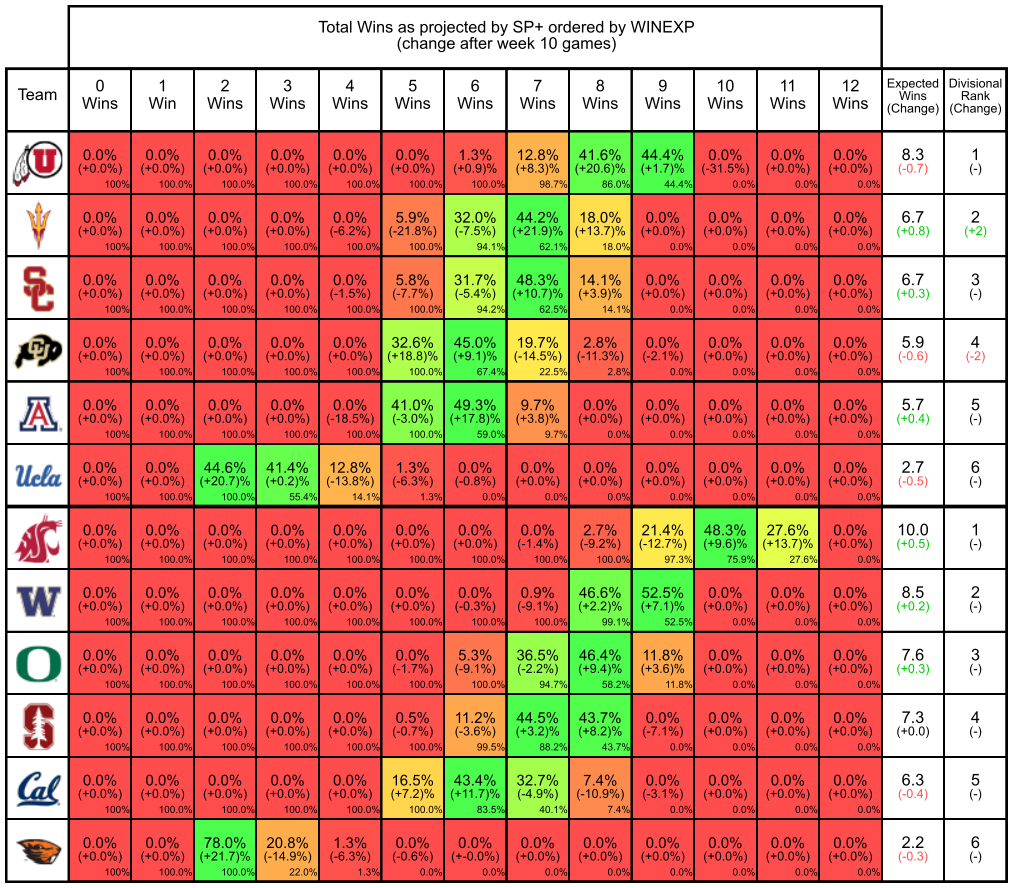 Total Wins as projected by SP+ ordered by WINEXP
(change after week 10 games)
Team 0 Wins 1 Win 2 Wins 3 Wins 4 Wins 5 Wins 6 Wins 7 Wins 8 Wins 9 Wins 10 Wins 11 Wins 12 Wins Expected Wins (Change) Divisional Rank (Change)
U 0.0% 0.0% 0.0% 0.0% 0.0% 0.0% 1.3% 12.8% 41.6% 44.4% 0.0% 0.0% 0.0% 8.3 1
(+0.0%) (+0.0%) (+0.0%) (+0.0%) (+0.0%) (+0.0%) (+0.9%) (+8.3)% (+20.6)% (+1.7)% (-31.5%) (+0.0%) (+0.0%) (-0.7) (-)
100% 100.0% 100.0% 100.0% 100.0% 100.0% 100.0% 98.7% 86.0% 44.4% 0.0% 0.0% 0.0%
0.0% 0.0% 0.0% 0.0% 0.0% 5.9% 32.0% 44.2% 18.0% 0.0% 0.0% 0.0% 0.0% 6.7 2
(+0.0%) (+0.0%) (+0.0%) (+0.0%) (-6.2%) (-21.8%) (-7.5%) (+21.9)% (+13.7)% (+0.0%) (+0.0%) (+0.0%) (+0.0%) (+0.8) (+2)
100% 100.0% 100.0% 100.0% 100.0% 100.0% 94.1% 62.1% 18.0% 0.0% 0.0% 0.0% 0.0%
SC 0.0% 0.0% 0.0% 0.0% 0.0% 5.8% 31.7% 48.3% 14.1% 0.0% 0.0% 0.0% 0.0% 6.7 3
(+0.0%) (+0.0%) (+0.0%) (+0.0%) (-1.5%) (-7.7%) (-5.4%) (+10.7)% (+3.9)% (+0.0%) (+0.0%) (+0.0%) (+0.0%) (+0.3) (-)
100% 100.0% 100.0% 100.0% 100.0% 100.0% 94.2% 62.5% 14.1% 0.0% 0.0% 0.0% 0.0%
CU 0.0% 0.0% 0.0% 0.0% 0.0% 32.6% 45.0% 19.7% 2.8% 0.0% 0.0% 0.0% 0.0% 5.9 4
(+0.0%) (+0.0%) (+0.0%) (+0.0%) (+0.0%) (+18.8)% (+9.1)% (-14.5)% (-11.3)% (-2.1%) (+0.0%) (+0.0%) (+0.0%) (-0.6) (-2)
100% 100.0% 100.0% 100.0% 100.0% 100.0% 67.4% 22.5% 2.8% 0.0% 0.0% 0.0% 0.0%
A 0.0% 0.0% 0.0% 0.0% 0.0% 41.0% 49.3% 9.7% 0.0% 0.0% 0.0% 0.0% 0.0% 5.7 5
(+0.0%) (+0.0%) (+0.0%) (+0.0%) (-18.5%) (-3.0%) (+17.8)% (+3.8)% (+0.0%) (+0.0%) (+0.0%) (+0.0%) (+0.0%) (+0.4) (-)
100% 100.0% 100.0% 100.0% 100.0% 100.0% 59.0% 9.7% 0.0% 0.0% 0.0% 0.0% 0.0%
Ucla 0.0% 0.0% 44.6% 41.4% 12.8% 1.3% 0.0% 0.0% 0.0% 0.0% 0.0% 0.0% 0.0% 2.7 6
(+0.0%) (+0.0%) (+20.7)% (+0.2)% (-13.8%) (-6.3%) (-0.8%) (+0.0%) (+0.0%) (+0.0%) (+0.0%) (+0.0%) (+0.0%) (-0.5) (-)
100% 100.0% 100.0% 55.4% 14.1% 1.3% 0.0% 0.0% 0.0% 0.0% 0.0% 0.0% 0.0%
0.0% 0.0% 0.0% 0.0% 0.0% 0.0% 0.0% 0.0% 2.7% 21.4% 48.3% 27.6% 0.0% 10.0 1
(+0.0%) (+0.0%) (+0.0%) (+0.0%) (+0.0%) (+0.0%) (+0.0%) (-1.4%) (-9.2%) (-12.7%) (+9.6)% (+13.7)% (+0.0%) (+0.5) (-)
100% 100.0% 100.0% 100.0% 100.0% 100.0% 100.0% 100.0% 100.0% 97.3% 75.9% 27.6% 0.0%
W 0.0% 0.0% 0.0% 0.0% 0.0% 0.0% 0.0% 0.9% 46.6% 52.5% 0.0% 0.0% 0.0% 8.5 2
(+0.0%) (+0.0%) (+0.0%) (+0.0%) (+0.0%) (+0.0%) (-0.3%) (-9.1%) (+2.2)% (+7.1)% (+0.0%) (+0.0%) (+0.0%) (+0.2) (-)
100% 100.0% 100.0% 100.0% 100.0% 100.0% 100.0% 100.0% 99.1% 52.5% 0.0% 0.0% 0.0%
O 0.0% 0.0% 0.0% 0.0% 0.0% 0.0% 5.3% 36.5% 46.4% 11.8% 0.0% 0.0% 0.0% 7.6 3
(+0.0%) (+0.0%) (+0.0%) (+0.0%) (+0.0%) (-1.7%) (-9.1%) (-2.2)% (+9.4)% (+3.6)% (+0.0%) (+0.0%) (+0.0%) (+0.3) (-)
100% 100.0% 100.0% 100.0% 100.0% 100.0% 100.0% 94.7% 58.2% 11.8% 0.0% 0.0% 0.0%
S 0.0% 0.0% 0.0% 0.0% 0.0% 0.5% 11.2% 44.5% 43.7% 0.0% 0.0% 0.0% 0.0% 7.3 4
(+0.0%) (+0.0%) (+0.0%) (+0.0%) (+0.0%) (-0.7%) (-3.6%) (+3.2)% (+8.2)% (-7.1%) (+0.0%) (+0.0%) (+0.0%) (+0.0) (-)
100% 100.0% 100.0% 100.0% 100.0% 100.0% 99.5% 88.2% 43.7% 0.0% 0.0% 0.0% 0.0%
Cal 0.0% 0.0% 0.0% 0.0% 0.0% 16.5% 43.4% 32.7% 7.4% 0.0% 0.0% 0.0% 0.0% 6.3 5
(+0.0%) (+0.0%) (+0.0%) (+0.0%) (+0.0%) (+7.2)% (+11.7)% (-4.9)% (-10.9)% (-3.1%) (+0.0%) (+0.0%) (+0.0%) (-0.4) (-)
100% 100.0% 100.0% 100.0% 100.0% 100.0% 83.5% 40.1% 7.4% 0.0% 0.0% 0.0% 0.0%
0.0% 0.0% 78.0% 20.8% 1.3% 0.0% 0.0% 0.0% 0.0% 0.0% 0.0% 0.0% 0.0% 2.2 6
(+0.0%) (+0.0%) (+21.7)% (-14.9%) (-6.3%) (-0.6%) (+-0.0%) (+0.0%) (+0.0%) (+0.0%) (+0.0%) (+0.0%) (+0.0%) (-0.3) (-)
100% 100.0% 100.0% 22.0% 1.3% 0.0% 0.0% 0.0% 0.0% 0.0% 0.0% 0.0% 0.0%